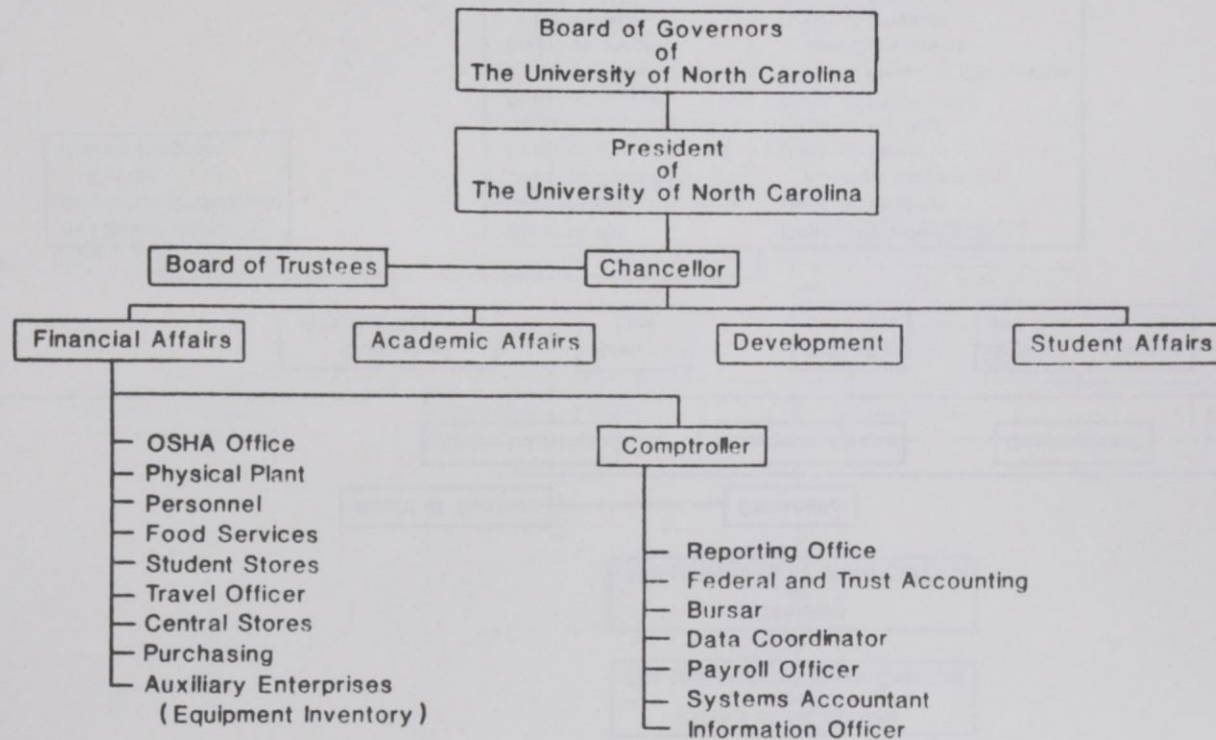 Board of Governors
of
The University of North Carolina
President
of
The University of North Carolina
Board of Trustees
Chancellor
Financial Affairs
Academic Affairs
Development
Student Affairs
OSHA Office
Physical Plant
Personnel
Food Services
Student Stores
Travel Officer
Central Stores
Purchasing
Auxiliary Enterprises
(Equipment Inventory)
Comptroller
Reporting Office
Federal and Trust Accounting
Bursar
Data Coordinator
Payroll Officer
Systems Accountant
Information Officer